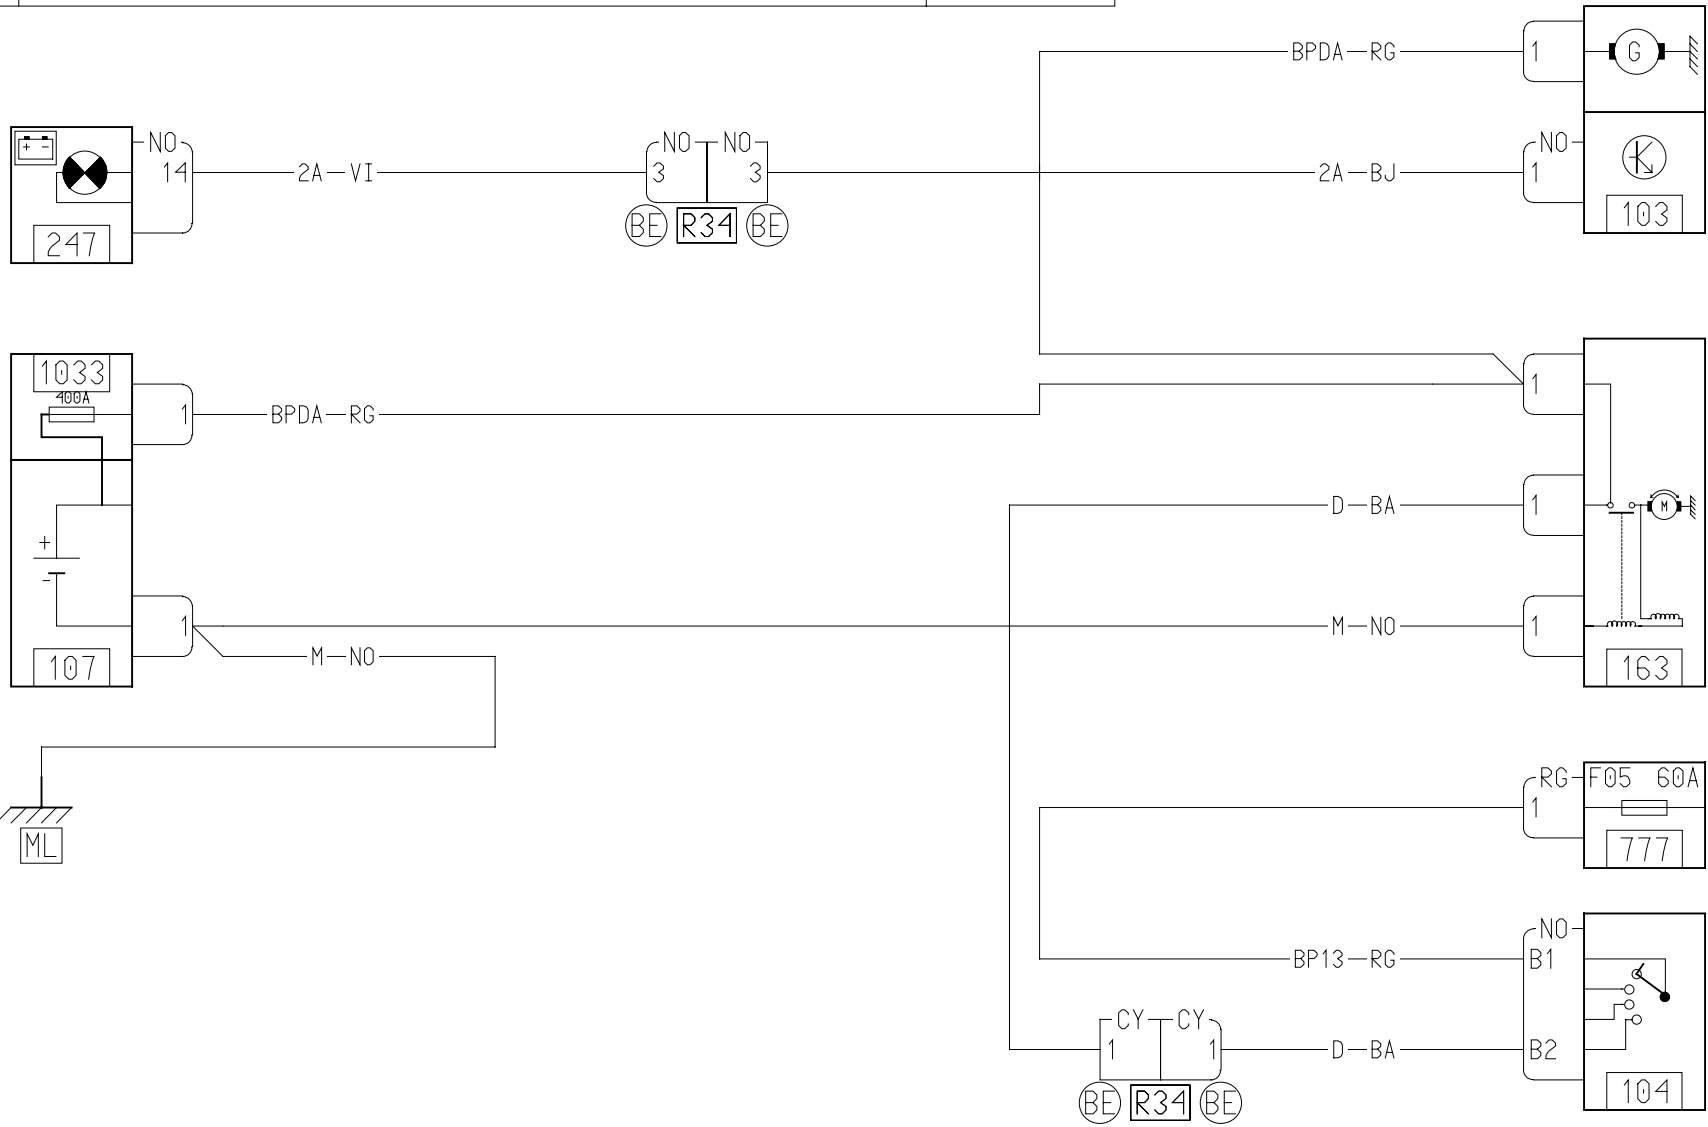 BPDA RG 1 G
NO NO NO NO
14 2A VI 3 3 2A BJ 1
BE R34 BE 103
247
1033
400A
1 BPDA RG 1
D BA 1 M
+
-
1 M NO 1
M NO
107 163
RG F05 60A
1
ML 777
NO
BP13 RG B1
CY CY
1 1 D BA B2
BE R34 BE 104